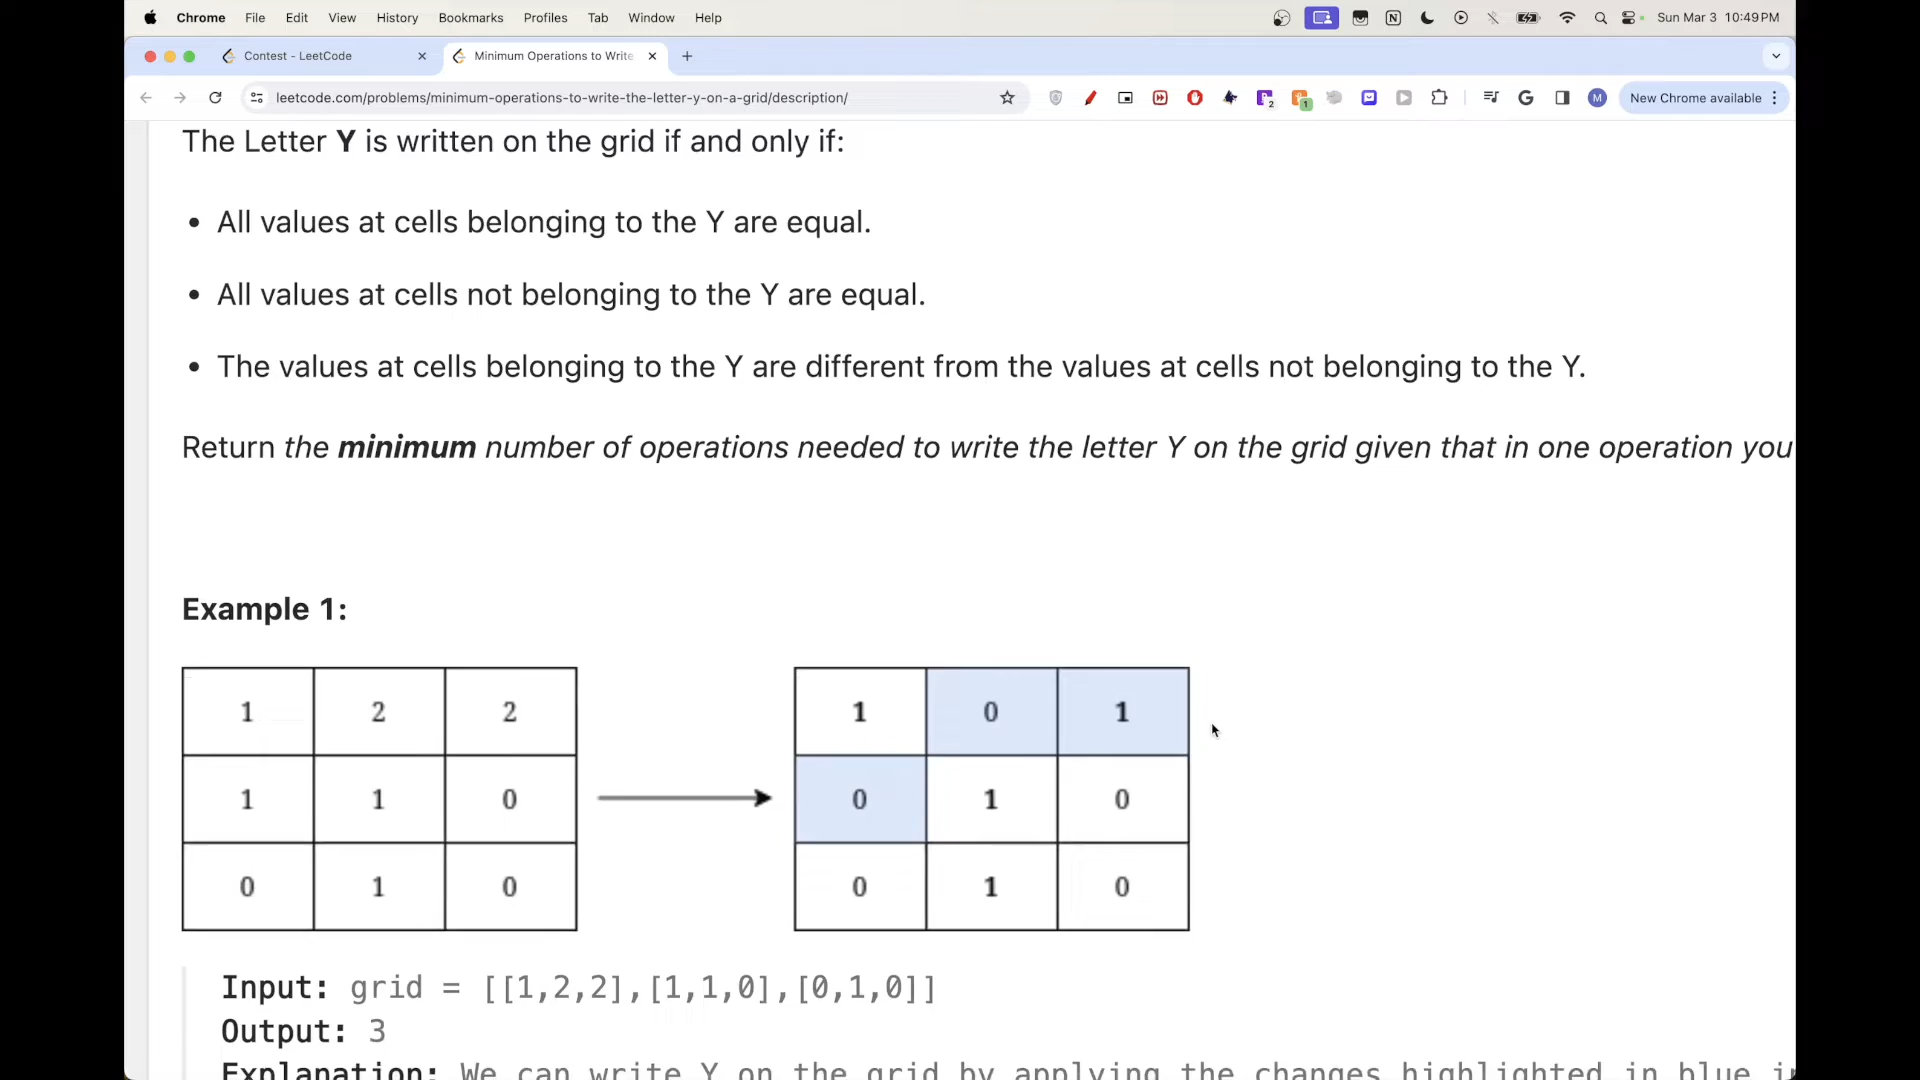 Chrome File Edit View History Bookmarks Profiles Tab Window Help Sun Mar 3 10:49 PM
Contest - LeetCode Minimum Operations to Write
leetcode.com/problems/minimum-operations-to-write-the-letter-y-on-a-grid/description/ 2 1 G M New Chrome available
The Letter Y is written on the grid if and only if:
• All values at cells belonging to the Y are equal.
• All values at cells not belonging to the Y are equal.
• The values at cells belonging to the Y are different from the values at cells not belonging to the Y.
Return the minimum number of operations needed to write the letter Y on the grid given that in one operation you
Example 1:
1 2 2 1 0 1
1 1 0 0 1 0
0 1 0 0 1 0
Input: grid = [[1,2,2],[1,1,0],[0,1,0]]
Output: 3
Explanation: We can write Y on the grid by applying the changes highlighted in blue i